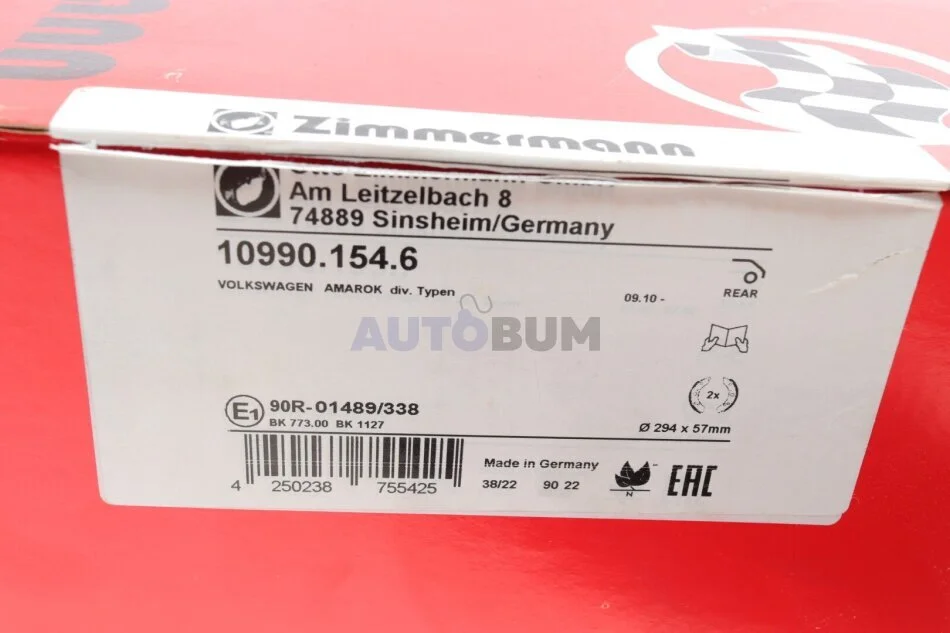 Zimmermann
Am Leitzelbach 8
74889 Sinsheim/Germany
10990.154.6
VOLKSWAGEN AMAROK div. Typen
09.10 -
REAR
AUTOBUM
2x
E1 90R-01489/338
BK 773.00 BK 1127
Ø 294 x 57mm
4 250238 755425
Made in Germany
38/22 90 22
N
EAC